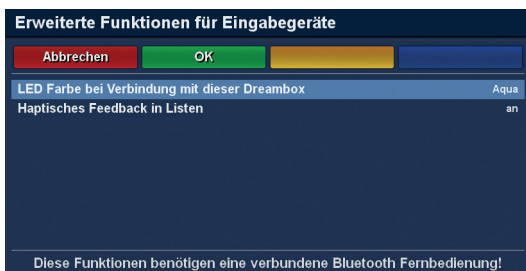 Erweiterte Funktionen für Eingabegeräte
Abbrechen OK
LED Farbe bei Verbindung mit dieser Dreambox Aqua
Haptisches Feedback in Listen an
Diese Funktionen benötigen eine verbundene Bluetooth Fernbedienung!